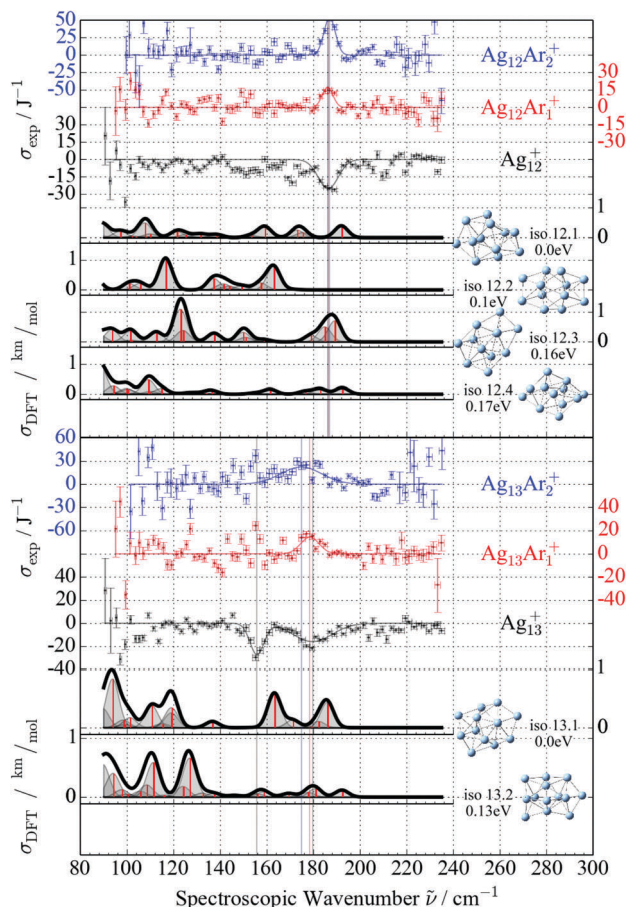 50
25
0
-25
-50
Ag₁₂Ar₂⁺
30
15
0
-15
-30
Ag₁₂Ar₁⁺
σexp / J⁻¹
30
15
0
-15
-30
Ag₁₂⁺
1
0
iso 12.1
0.0eV
1
0
iso 12.2
0.1eV
1
0
iso 12.3
0.16eV
1
0
iso 12.4
0.17eV
σDFT / km/mol
60
30
0
-30
-60
Ag₁₃Ar₂⁺
40
20
0
-20
-40
Ag₁₃Ar₁⁺
σexp / J⁻¹
40
20
0
-20
-40
Ag₁₃⁺
1
0
iso 13.1
0.0eV
1
0
iso 13.2
0.13eV
σDFT / km/mol
80 100 120 140 160 180 200 220 240 260 280 300
Spectroscopic Wavenumber ν̃ / cm⁻¹